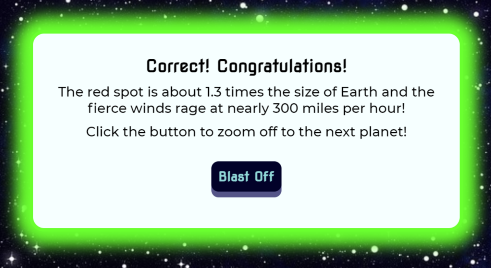 Correct! Congratulations!
The red spot is about 1.3 times the size of Earth and the
fierce winds rage at nearly 300 miles per hour!
Click the button to zoom off to the next planet!
Blast Off